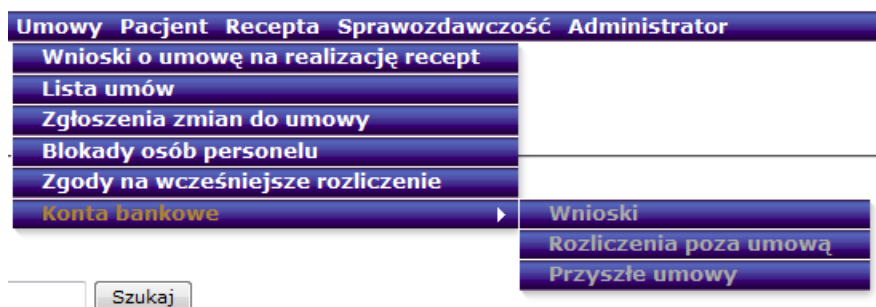 Umowy Pacjent Recepta Sprawozdawczość Administrator
Wnioski o umowę na realizację recept
Lista umów
Zgłoszenia zmian do umowy
Blokady osób personelu
Zgody na wcześniejsze rozliczenie
Konta bankowe
Wnioski
Rozliczenia poza umową
Przyszłe umowy
Szukaj